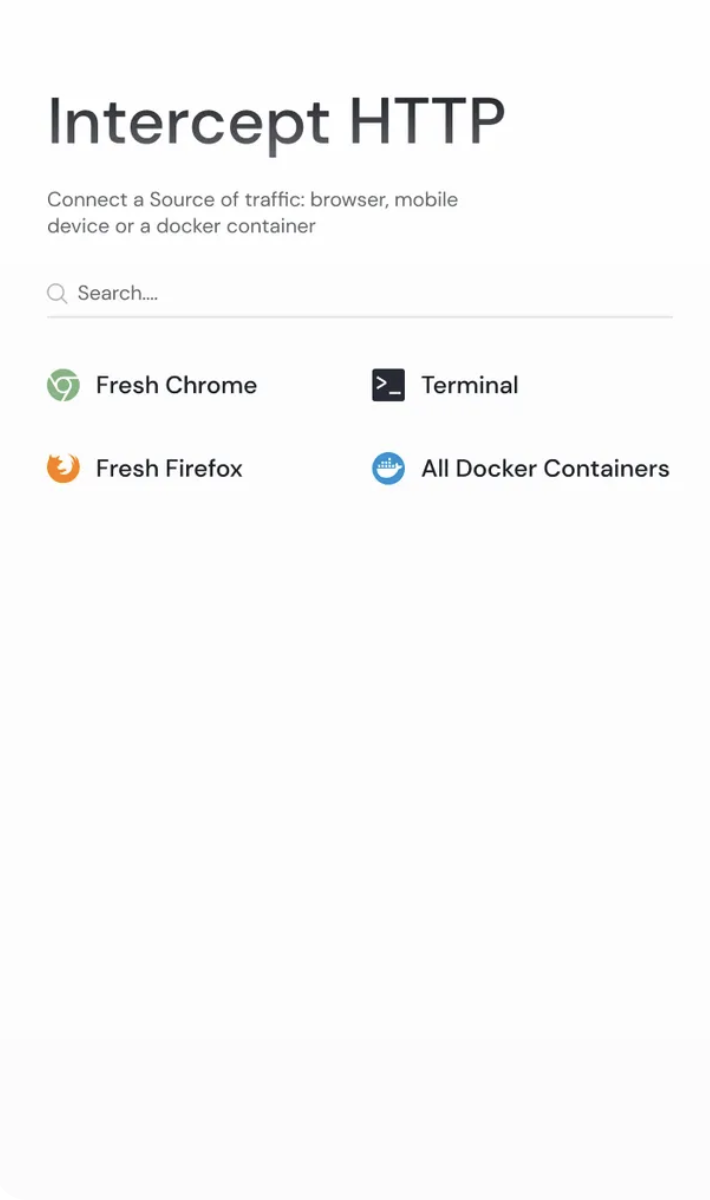 Intercept HTTP
Connect a Source of traffic: browser, mobile
device or a docker container
Search....
Fresh Chrome
Terminal
Fresh Firefox
All Docker Containers